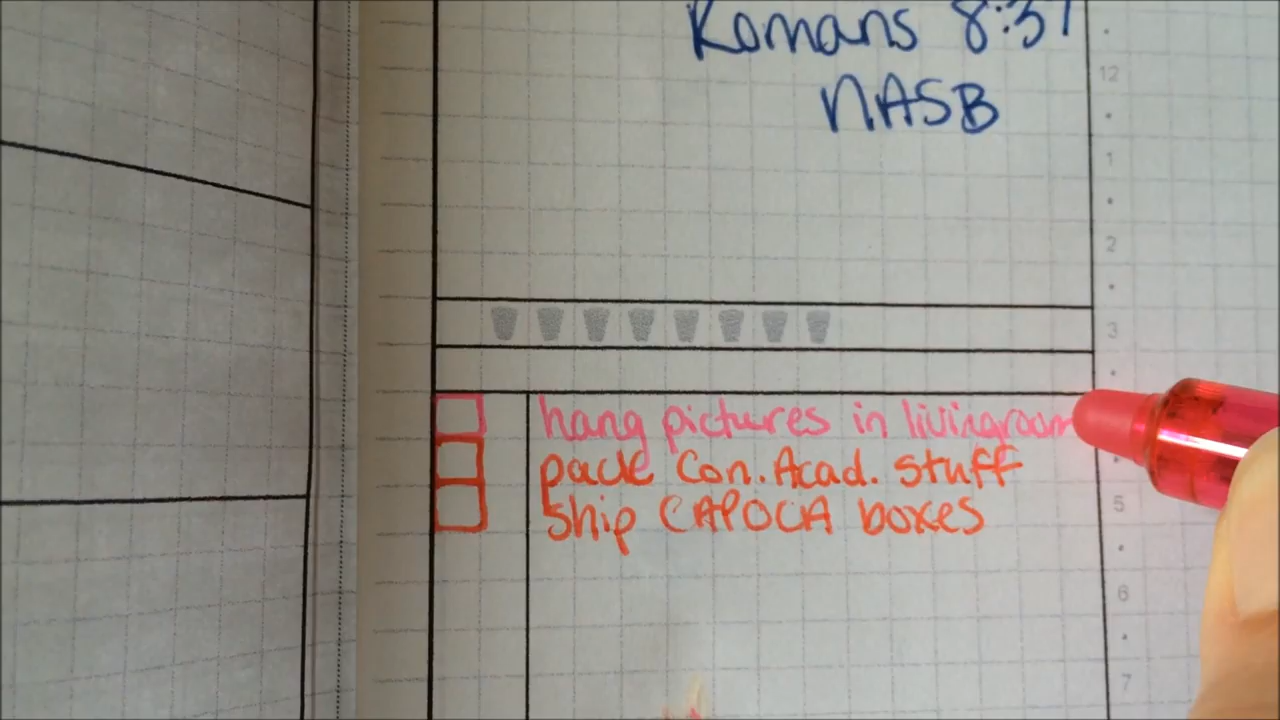 Romans 8:37
12
NASB
1
2
3
hang pictures in livingroom
pack Con. Acad. stuff
5
Ship CAPOCIA boxes
6
7